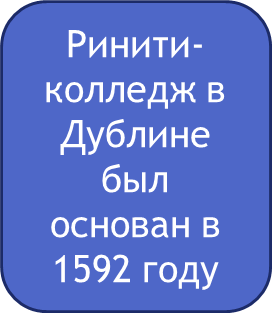 Ринити-
колледж в
Дублине
был
основан в
1592 году